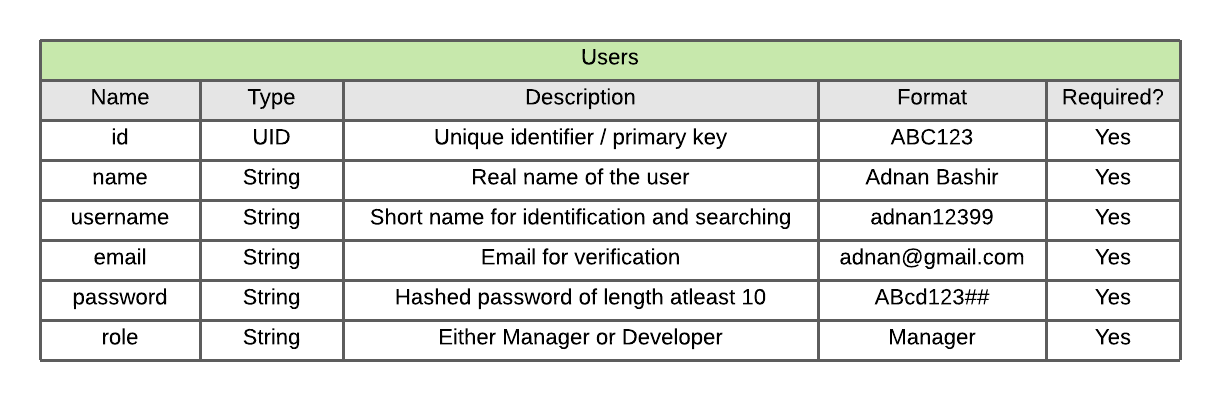 Users
Name Type Description Format Required?
id UID Unique identifier / primary key ABC123 Yes
name String Real name of the user Adnan Bashir Yes
username String Short name for identification and searching adnan12399 Yes
email String Email for verification adnan@gmail.com Yes
password String Hashed password of length atleast 10 ABcd123## Yes
role String Either Manager or Developer Manager Yes